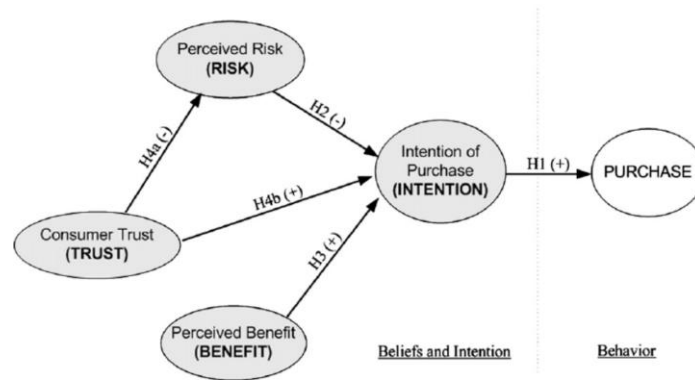 Perceived Risk
(RISK)
H4a (-)
H2 (-)
Intention of
Purchase
(INTENTION)
H1 (+)
PURCHASE
H4b (+)
Consumer Trust
(TRUST)
H3 (+)
Perceived Benefit
(BENEFIT)
Beliefs and Intention
Behavior